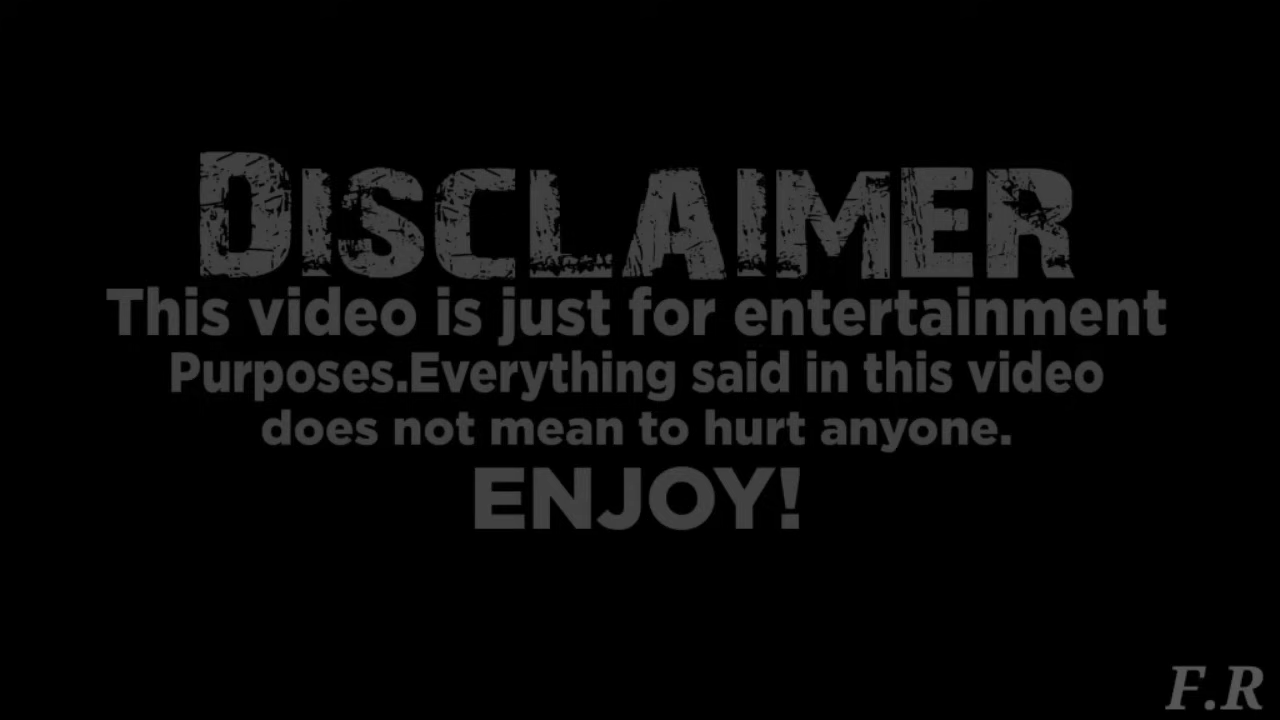 DISCLAIMER
This video is just for entertainment
Purposes.Everything said in this video
does not mean to hurt anyone.
ENJOY!
F.R